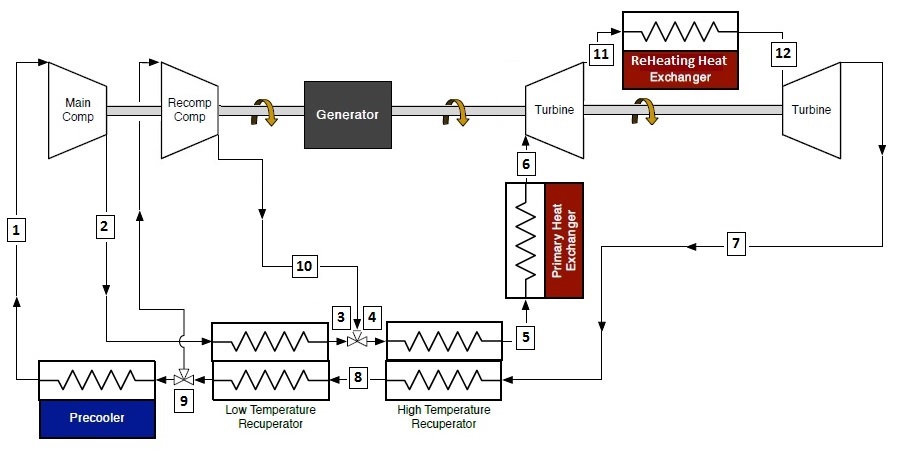 11
ReHeating Heat
Exchanger
12
Main
Comp
Recomp
Comp
Generator
Turbine
Turbine
6
Primary Heat
Exchanger
1
2
7
10
3
4
5
8
9
Precooler
Low Temperature
Recuperator
High Temperature
Recuperator